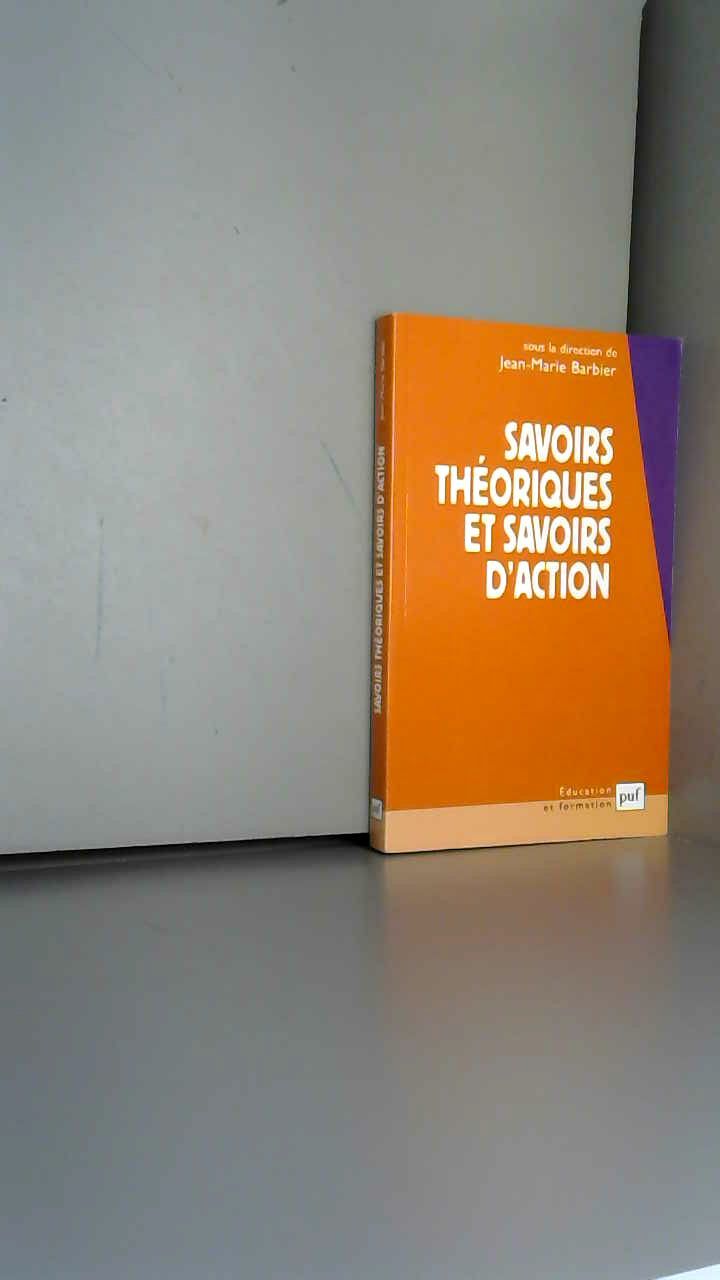 sous la direction de
Jean-Marie Barbier
SAVOIRS
THÉORIQUES
ET SAVOIRS
D'ACTION
Éducation
et formation
puf
SAVOIRS THÉORIQUES ET SAVOIRS D'ACTION